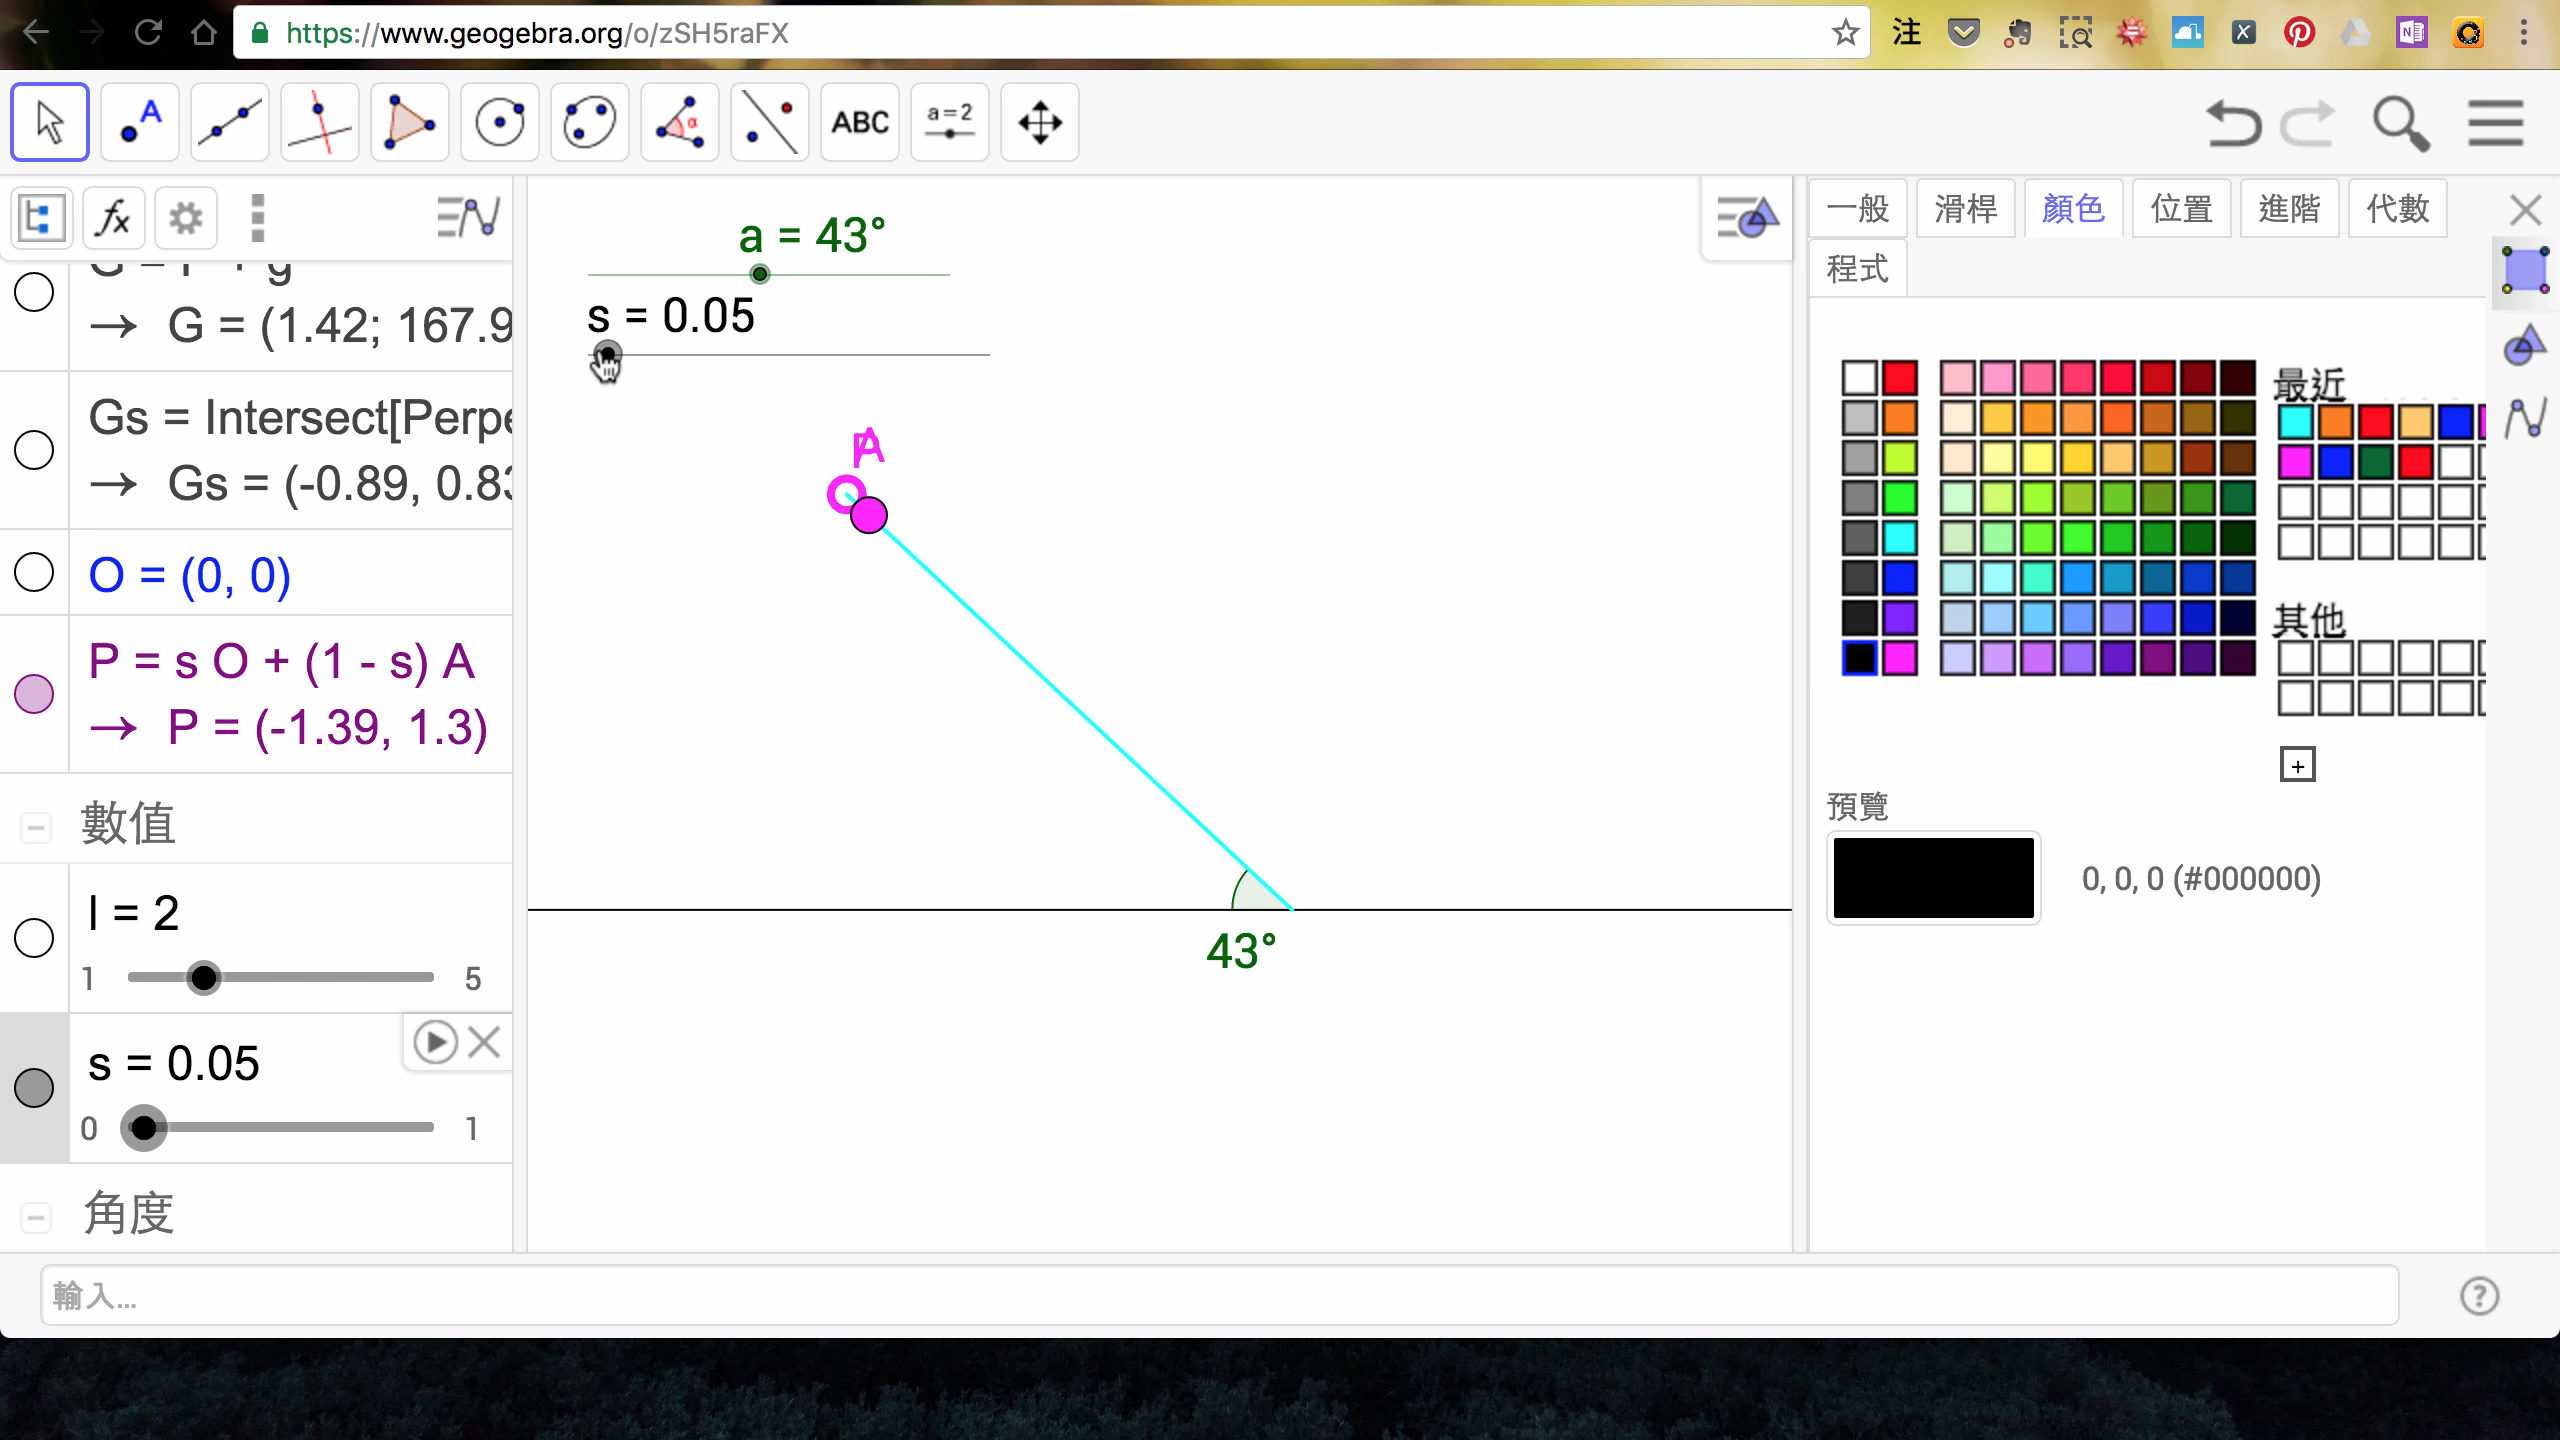 https://www.geogebra.org/o/zSH5raFX
注
A
α
ABC
a=2
fx
→ G = (1.42; 167.9
Gs = Intersect[Perpe
→ Gs = (-0.89, 0.83
O = (0, 0)
P = s O + (1 - s) A
→ P = (-1.39, 1.3)
數值
l = 2
1
5
s = 0.05
0
1
角度
輸入...
a = 43°
s = 0.05
A
43°
一般
滑桿
顏色
位置
進階
代數
程式
最近
其他
+
預覽
0, 0, 0 (#000000)
?